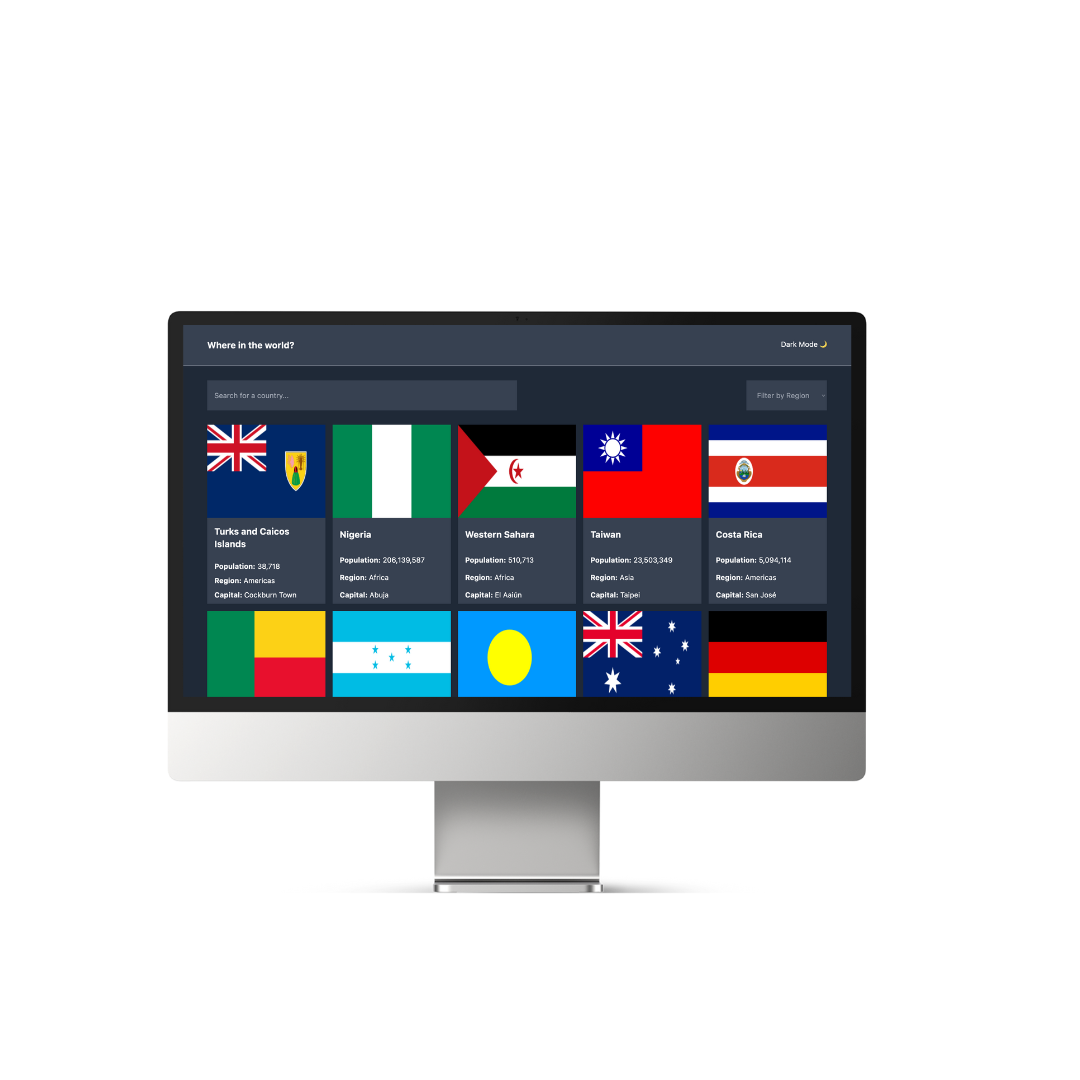 Where in the world?
Dark Mode 🌙
Search for a country...
Filter by Region
Turks and Caicos
Islands
Population: 38,718
Region: Americas
Capital: Cockburn Town
Nigeria
Population: 206,139,587
Region: Africa
Capital: Abuja
Western Sahara
Population: 510,713
Region: Africa
Capital: El Aaiún
Taiwan
Population: 23,503,349
Region: Asia
Capital: Taipei
Costa Rica
Population: 5,094,114
Region: Americas
Capital: San José